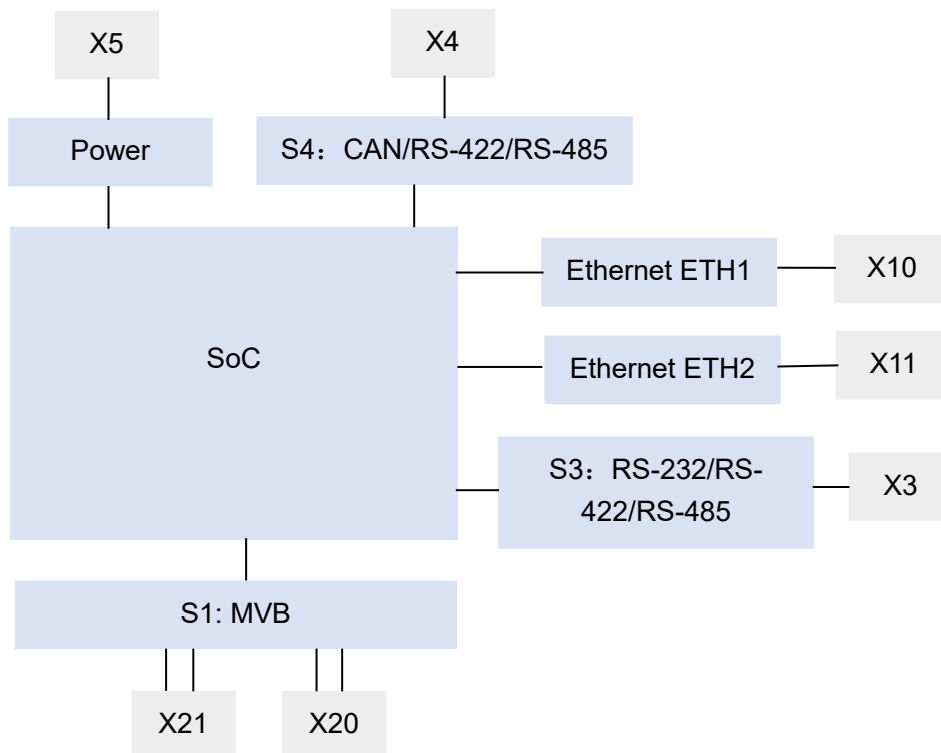 X5
X4
Power
S4：CAN/RS-422/RS-485
Ethernet ETH1
X10
SoC
Ethernet ETH2
X11
S3：RS-232/RS-
422/RS-485
X3
S1: MVB
X21
X20